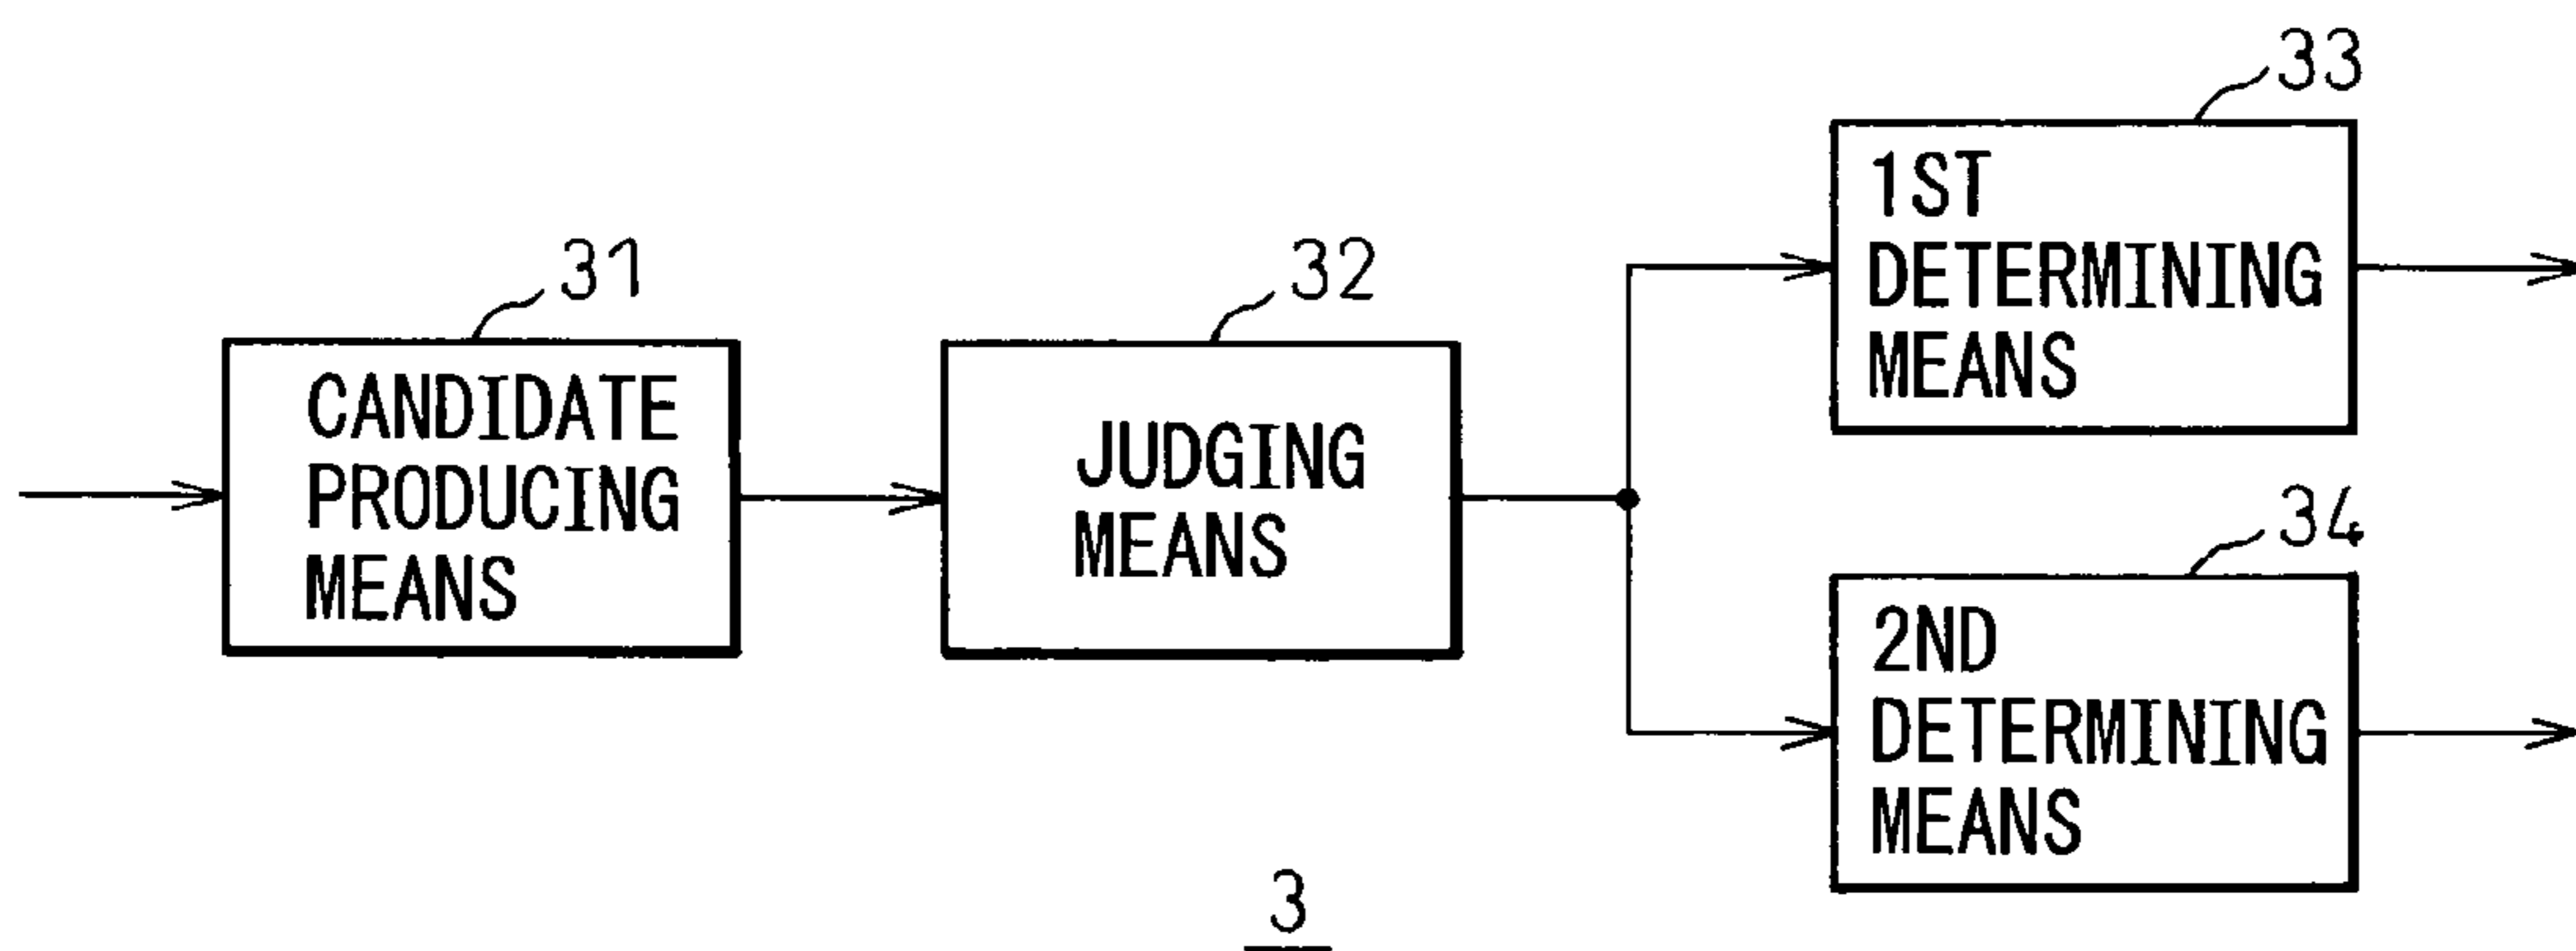 31
CANDIDATE
PRODUCING
MEANS
32
JUDGING
MEANS
33
1ST
DETERMINING
MEANS
34
2ND
DETERMINING
MEANS
3